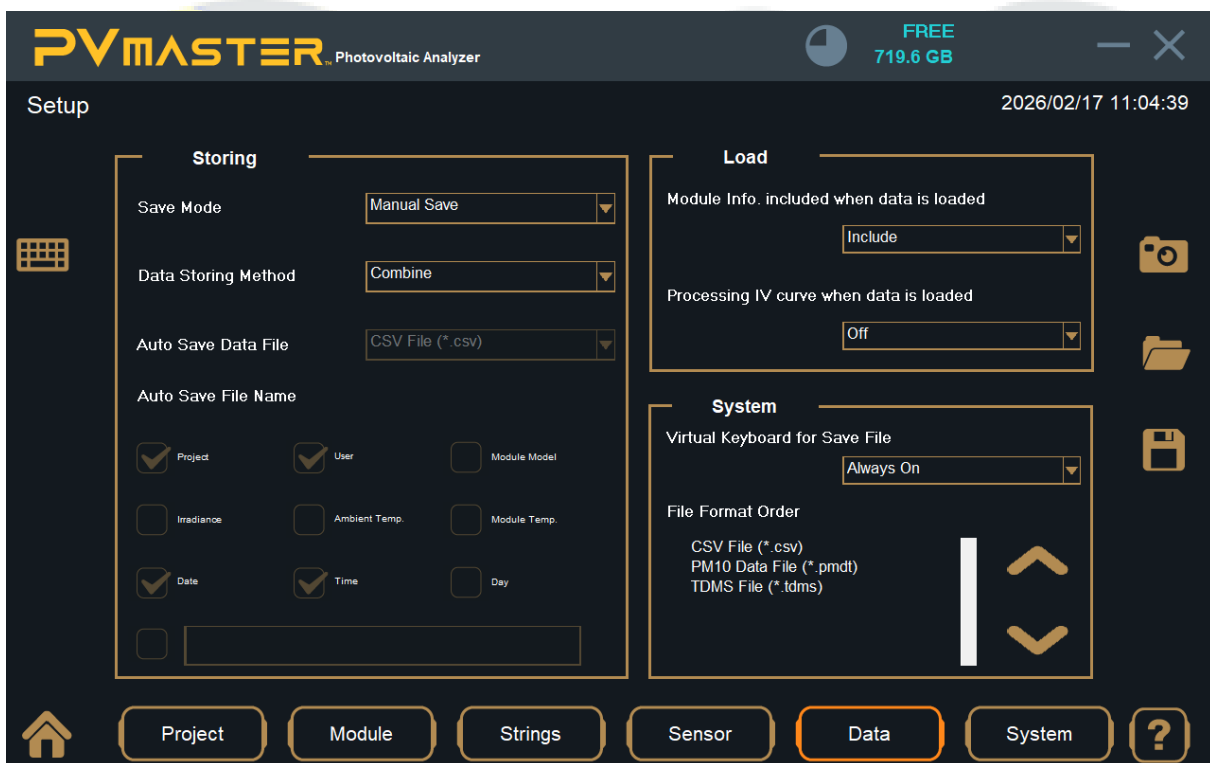 PVMASTER™ Photovoltaic Analyzer
FREE
719.6 GB
Setup
2026/02/17 11:04:39
Storing
Save Mode
Manual Save
Data Storing Method
Combine
Auto Save Data File
CSV File (*.csv)
Auto Save File Name
Project
User
Module Model
Irradiance
Ambient Temp.
Module Temp.
Date
Time
Day
Load
Module Info. included when data is loaded
Include
Processing IV curve when data is loaded
Off
System
Virtual Keyboard for Save File
Always On
File Format Order
CSV File (*.csv)
PM10 Data File (*.pmdt)
TDMS File (*.tdms)
Project
Module
Strings
Sensor
Data
System
?